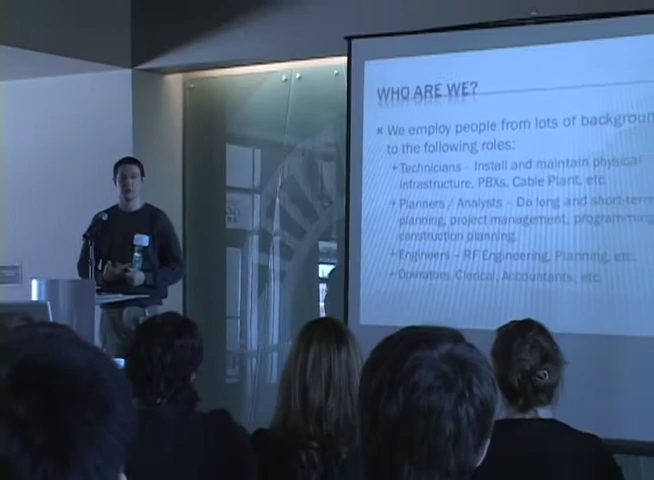 WHO ARE WE?
We employ people from lots of backgroun
to the following roles:
Technicians - Install and maintain physical
infrastructure, PBXs, Cable Plant, etc.
Planners / Analysts - Do long and short-term
planning, project management, programming
construction planning.
Engineers - RF Engineering, Planning, etc.
Operators, Clerical, Accountants, etc